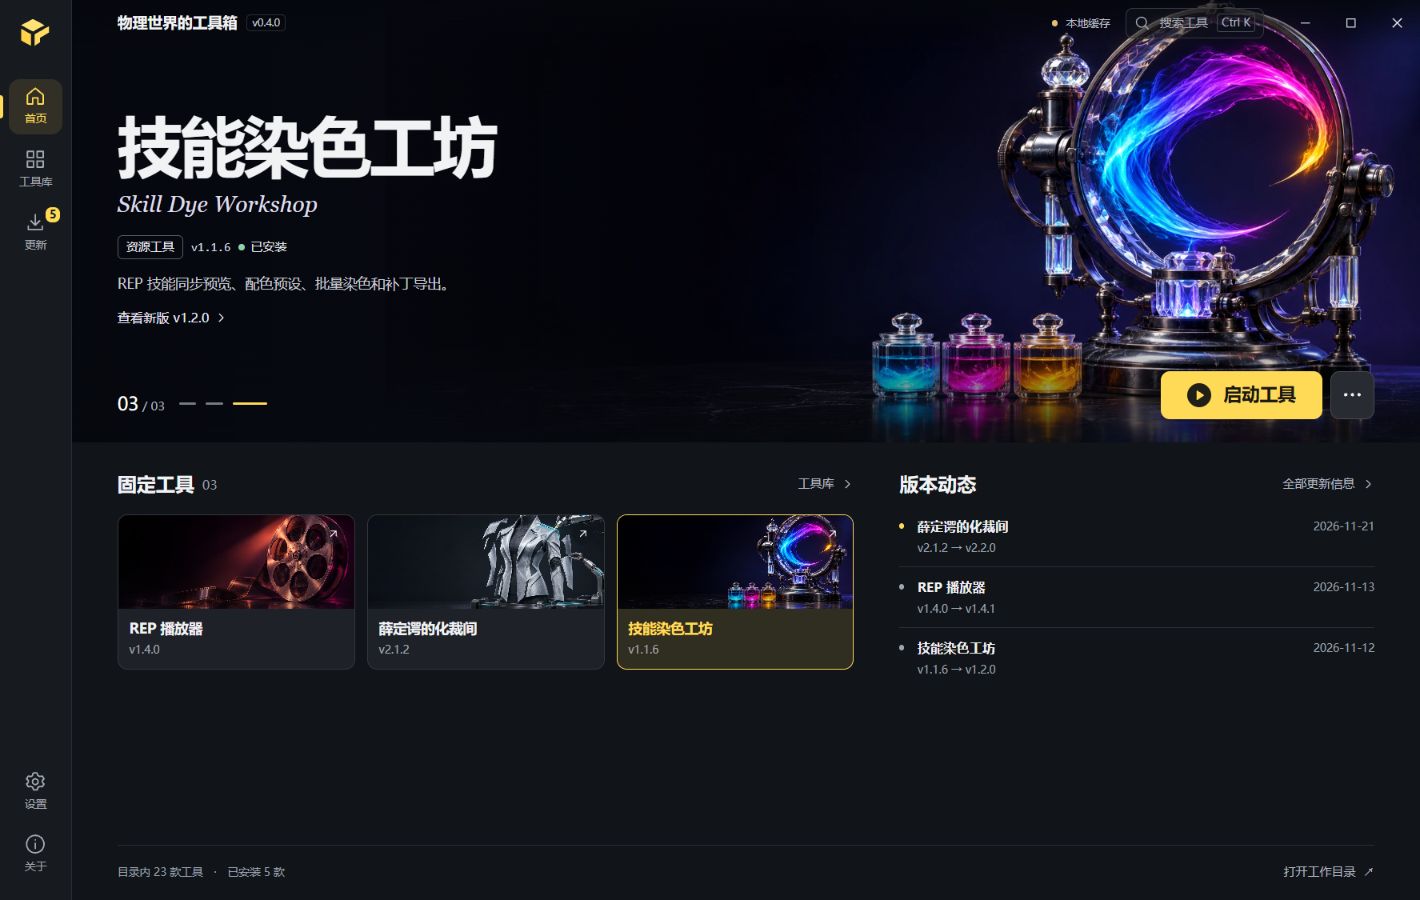 物理世界的工具箱 v0.4.0
本地缓存
搜索工具 Ctrl K
首页
工具库
5
更新
设置
关于
技能染色工坊
Skill Dye Workshop
资源工具 v1.1.6 已安装
REP 技能同步预览、配色预设、批量染色和补丁导出。
查看新版 v1.2.0
03 / 03
启动工具
固定工具 03
工具库
REP 播放器
v1.4.0
薛定谔的化裁间
v2.1.2
技能染色工坊
v1.1.6
版本动态
全部更新信息
薛定谔的化裁间 2026-11-21
v2.1.2 → v2.2.0
REP 播放器 2026-11-13
v1.4.0 → v1.4.1
技能染色工坊 2026-11-12
v1.1.6 → v1.2.0
目录内 23 款工具 · 已安装 5 款
打开工作目录